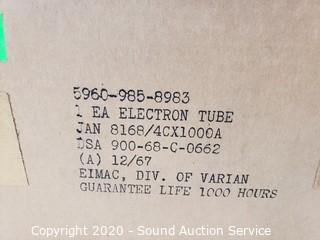 5960-985-8983
1 EA ELECTRON TUBE
JAN 8168/4CX1000A
DSA 900-68-C-0662
(A) 12/67
EIMAC, DIV. OF VARIAN
GUARANTEE LIFE 1000 HOURS
Copyright © 2020 - Sound Auction Service